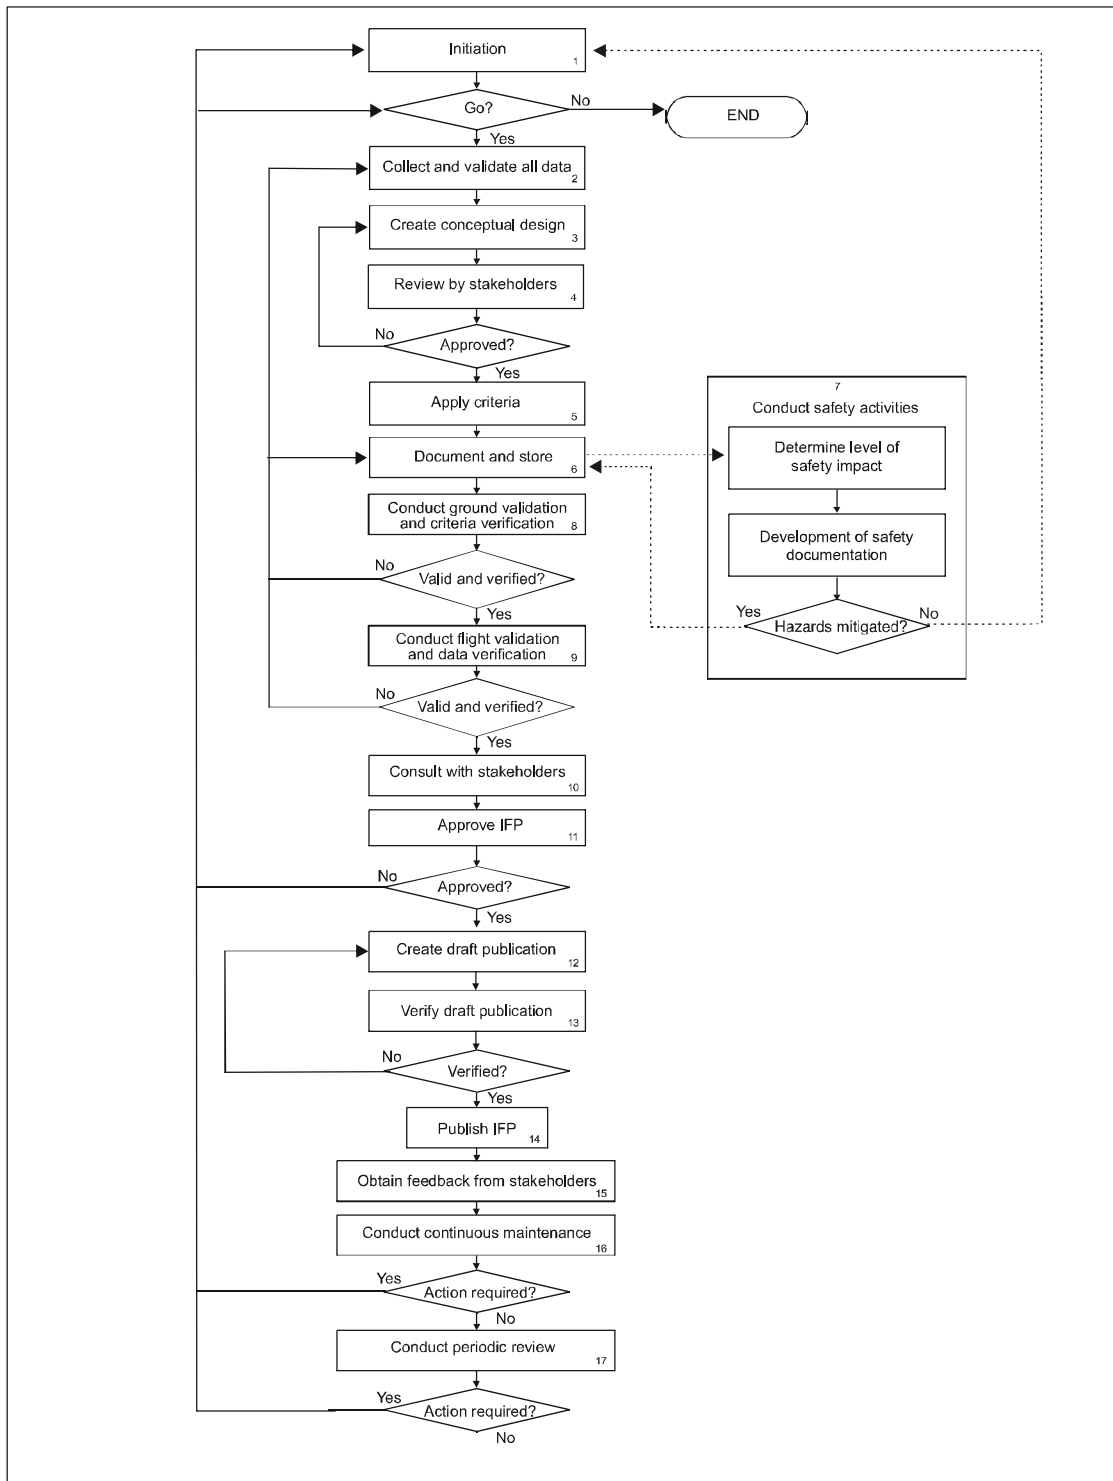 Initiation
1
Go?
No
END
Yes
Collect and validate all data
2
Create conceptual design
3
Review by stakeholders
4
No
Approved?
Yes
Apply criteria
5
Document and store
6
7
Conduct safety activities
Determine level of
safety impact
Development of safety
documentation
Yes
Hazards mitigated?
No
Conduct ground validation
and criteria verification
8
No
Valid and verified?
Yes
Conduct flight validation
and data verification
9
No
Valid and verified?
Yes
Consult with stakeholders
10
Approve IFP
11
No
Approved?
Yes
Create draft publication
12
Verify draft publication
13
No
Verified?
Yes
Publish IFP
14
Obtain feedback from stakeholders
15
Conduct continuous maintenance
16
Yes
Action required?
No
Conduct periodic review
17
Yes
Action required?
No